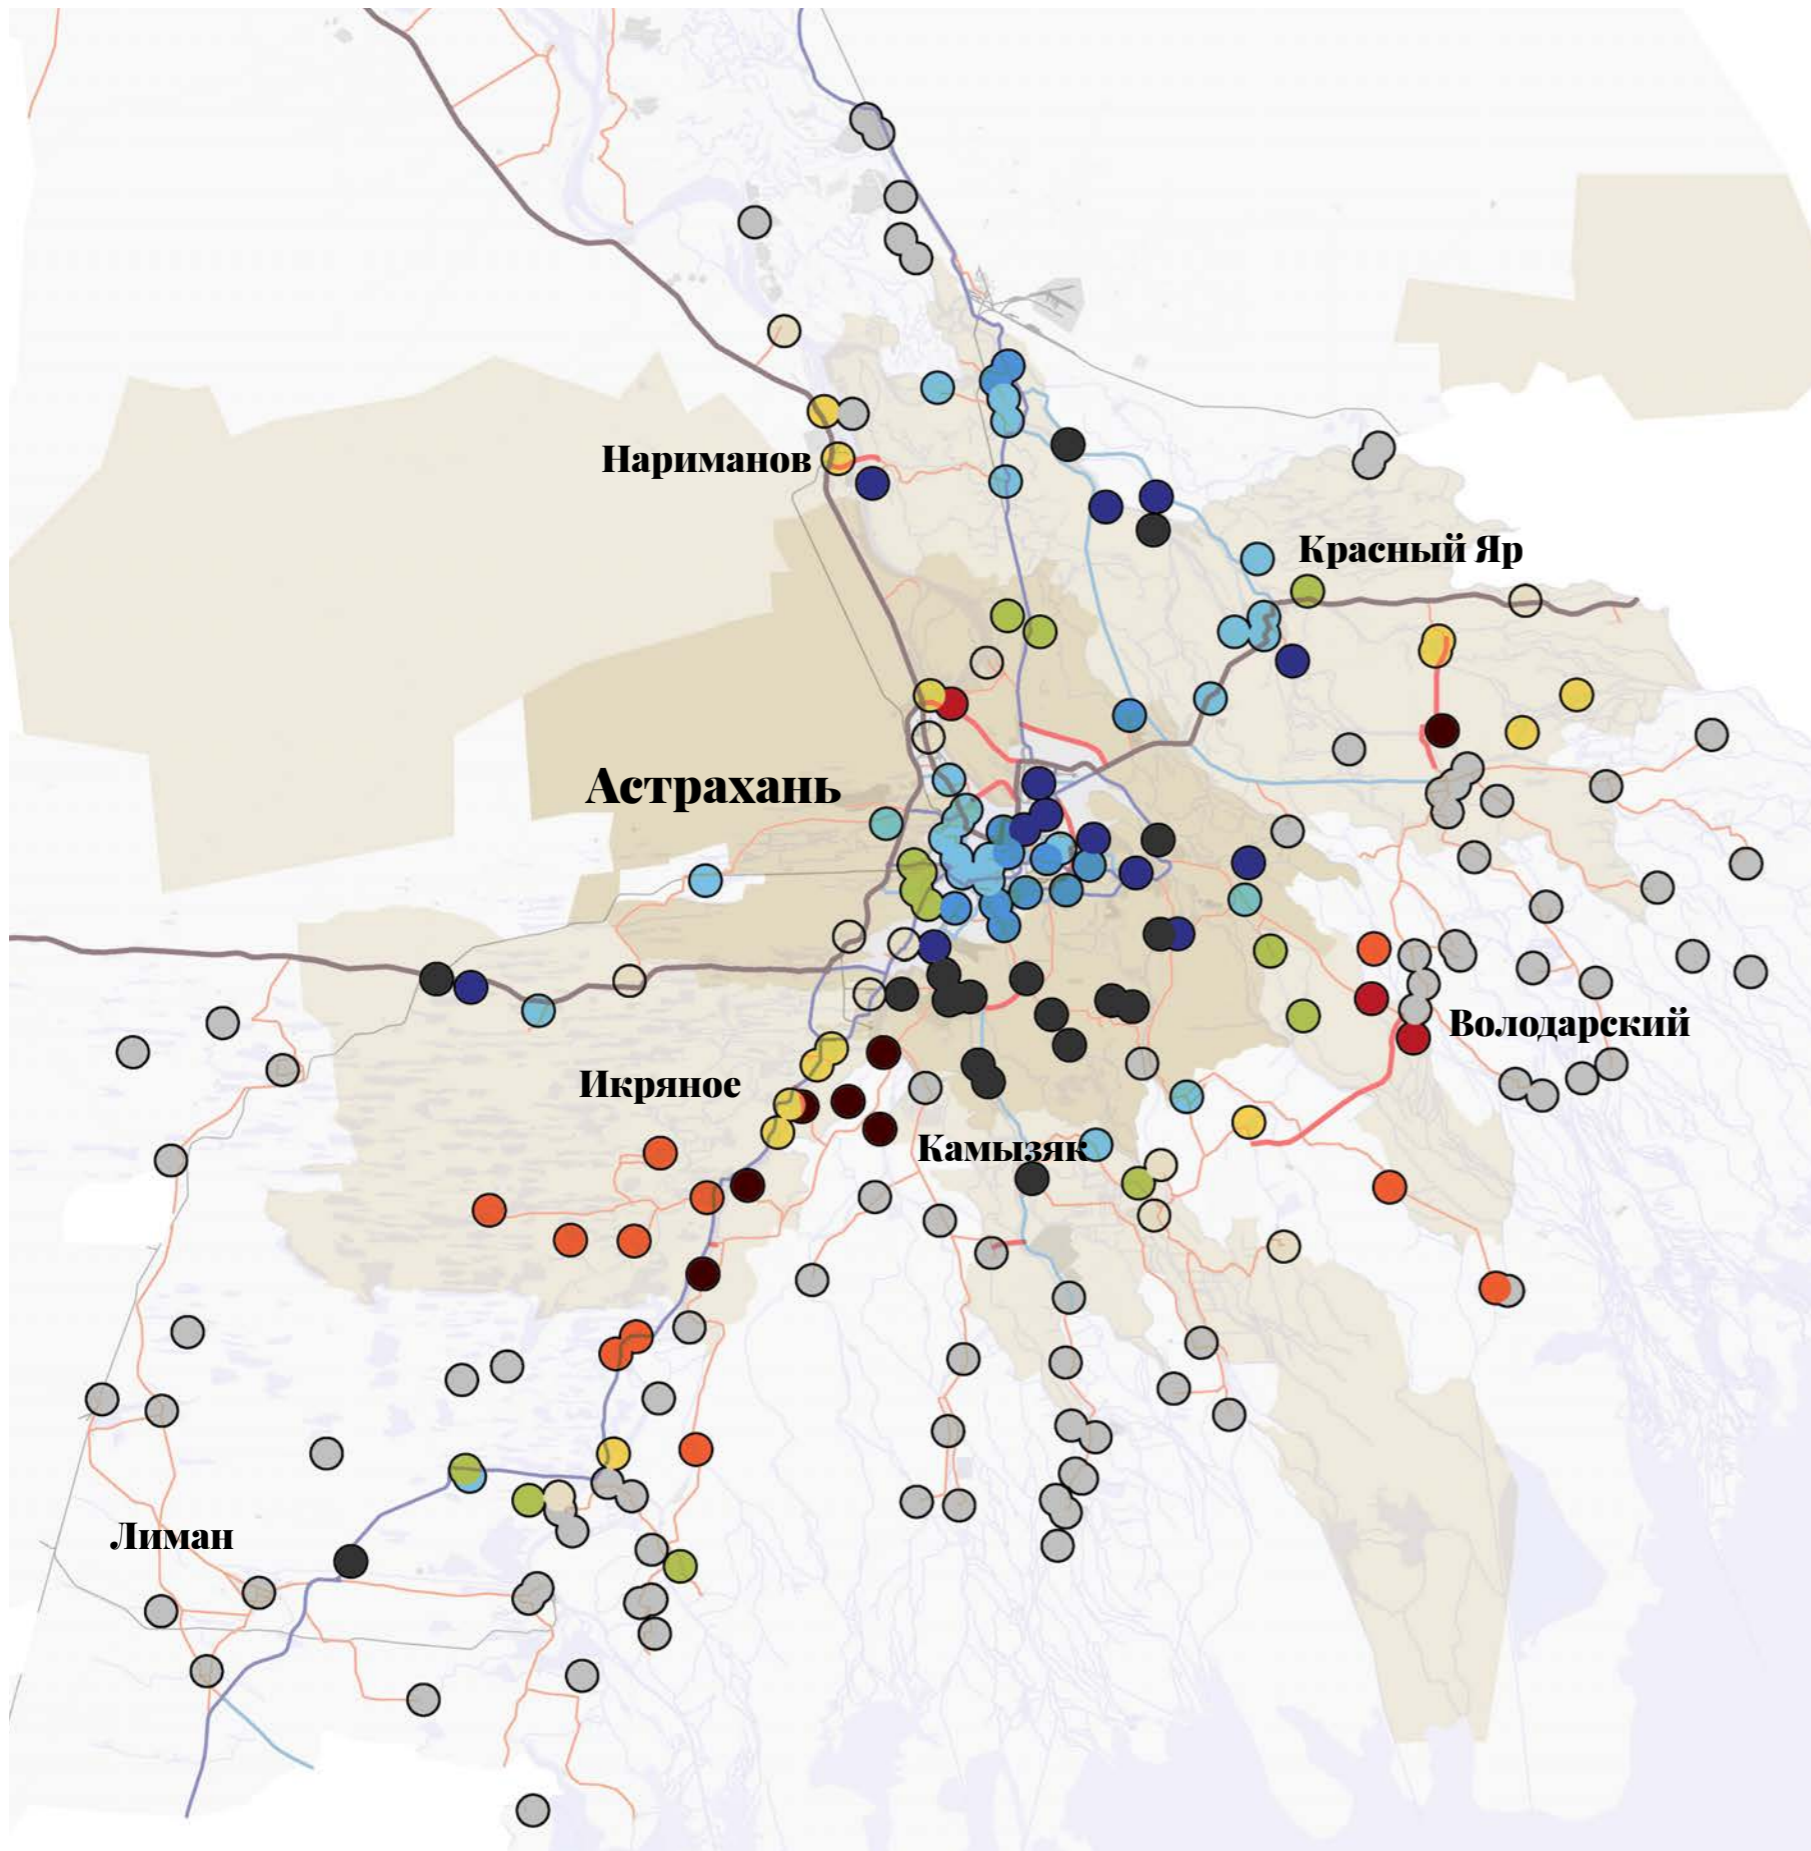 Нариманов
Красный Яр
Астрахань
Володарский
Икряное
Камызяк
Лиман